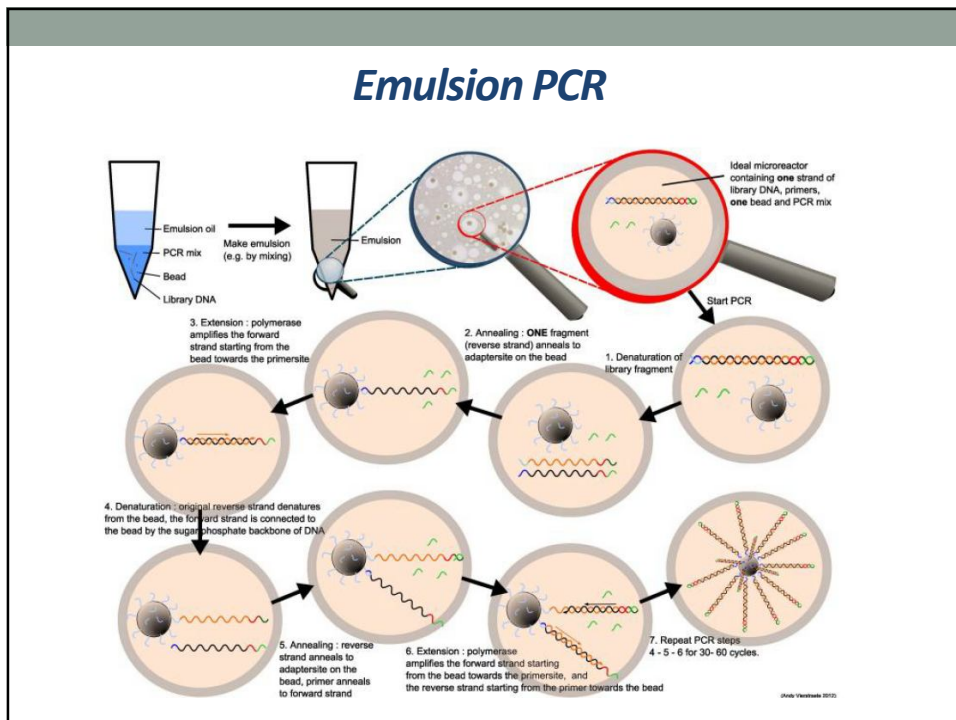 Emulsion PCR
Emulsion oil
PCR mix
Bead
Library DNA
Make emulsion
(e.g. by mixing)
Emulsion
Ideal microreactor
containing one strand of
library DNA, primers,
one bead and PCR mix
Start PCR
1. Denaturation of
library fragment
2. Annealing : ONE fragment
(reverse strand) anneals to
adaptersite on the bead
3. Extension : polymerase
amplifies the forward
strand starting from the
bead towards the primersite
4. Denaturation : original reverse strand denatures
from the bead, the forward strand is connected to
the bead by the sugarphosphate backbone of DNA
5. Annealing : reverse
strand anneals to
adaptersite on the
bead, primer anneals
to forward strand
6. Extension : polymerase
amplifies the forward strand starting
from the bead towards the primersite, and
the reverse strand starting from the primer towards the bead
7. Repeat PCR steps
4 - 5 - 6 for 30- 60 cycles.
(Andy Vierstraete 2012)